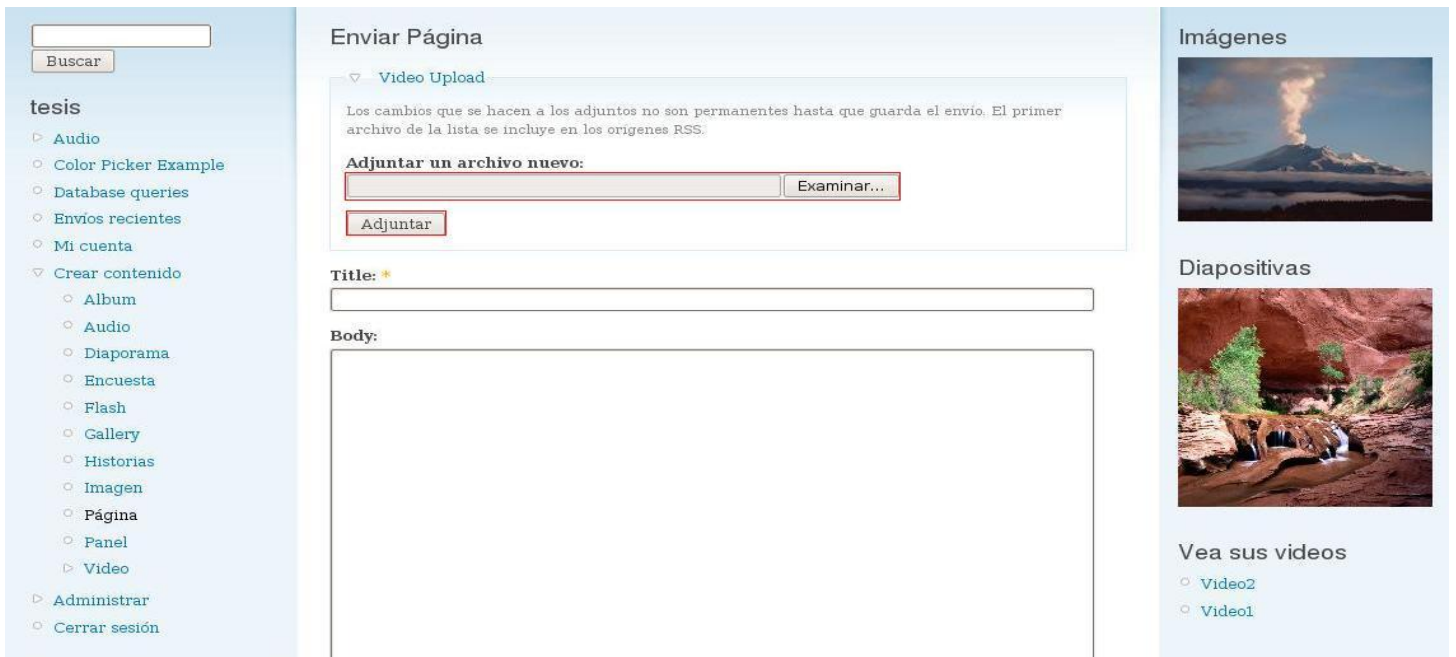 Buscar
tesis
Audio
Color Picker Example
Database queries
Envíos recientes
Mi cuenta
Crear contenido
Album
Audio
Diaporama
Encuesta
Flash
Gallery
Historias
Imagen
Página
Panel
Video
Administrar
Cerrar sesión
Enviar Página
Video Upload
Los cambios que se hacen a los adjuntos no son permanentes hasta que guarda el envío. El primer
archivo de la lista se incluye en los orígenes RSS.
Adjuntar un archivo nuevo:
Examinar...
Adjuntar
Title: *
Body:
Imágenes
Diapositivas
Vea sus videos
Video2
Video1